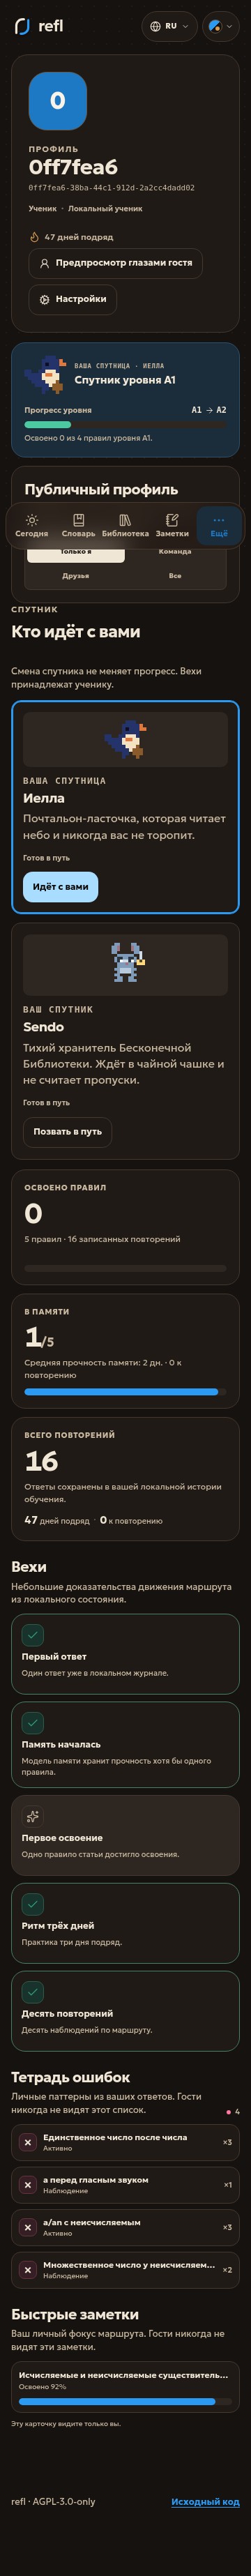 refl
RU
0
ПРОФИЛЬ
0ff7fea6
0ff7fea6-38ba-44c1-912d-2a2cc4dadd02
Ученик · Локальный ученик
47 дней подряд
Предпросмотр глазами гостя
Настройки
ВАША СПУТНИЦА · ИЕЛЛА
Спутник уровня A1
Прогресс уровня
A1 → A2
Освоено 0 из 4 правил уровня A1.
Публичный профиль
Сегодня
Словарь
Библиотека
Заметки
Ещё
Только я
Команда
Друзья
Все
СПУТНИК
Кто идёт с вами
Смена спутника не меняет прогресс. Вехи
принадлежат ученику.
ВАША СПУТНИЦА
Иелла
Почтальон-ласточка, которая читает
небо и никогда вас не торопит.
Готов в путь
Идёт с вами
ВАШ СПУТНИК
Sendo
Тихий хранитель Бесконечной
Библиотеки. Ждёт в чайной чашке и
не считает пропуски.
Готов в путь
Позвать в путь
ОСВОЕНО ПРАВИЛ
0
5 правил · 16 записанных повторений
В ПАМЯТИ
1/5
Средняя прочность памяти: 2 дн. · 0 к
повторению
ВСЕГО ПОВТОРЕНИЙ
16
Ответы сохранены в вашей локальной истории
обучения.
47 дней подряд · 0 к повторению
Вехи
Небольшие доказательства движения маршрута
из локального состояния.
Первый ответ
Один ответ уже в локальном журнале.
Память началась
Модель памяти хранит прочность хотя бы одного
правила.
Первое освоение
Одно правило статьи достигло освоения.
Ритм трёх дней
Практика три дня подряд.
Десять повторений
Десять наблюдений по маршруту.
Тетрадь ошибок
Личные паттерны из ваших ответов. Гости
никогда не видят этот список.
4
Единственное число после числа
Активно
×3
a перед гласным звуком
Наблюдение
×1
a/an с неисчисляемым
Активно
×3
Множественное число у неисчисляем...
Наблюдение
×2
Быстрые заметки
Ваш личный фокус маршрута. Гости никогда не
видят эти заметки.
Исчисляемые и неисчисляемые существитель...
Освоено 92%
Эту карточку видите только вы.
refl · AGPL-3.0-only
Исходный код